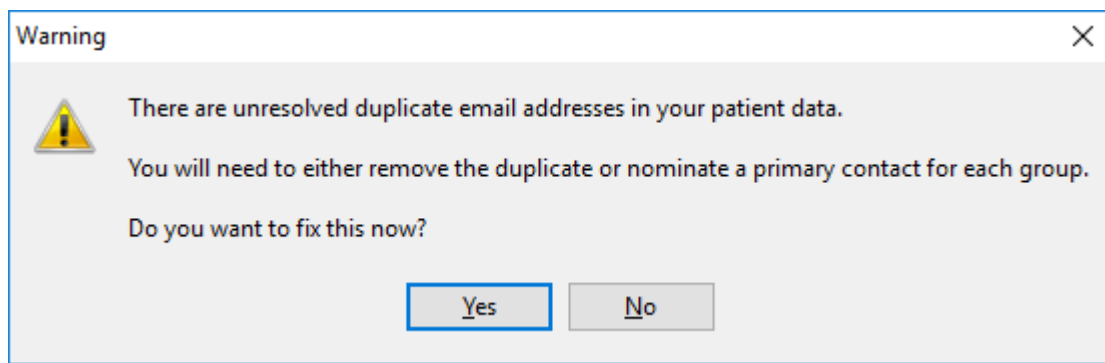 Warning
There are unresolved duplicate email addresses in your patient data.
You will need to either remove the duplicate or nominate a primary contact for each group.
Do you want to fix this now?
Yes
No